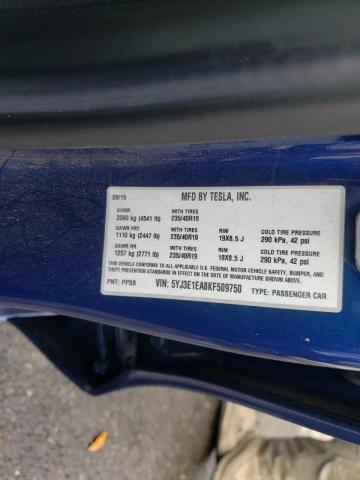 09/19 MFD BY TESLA, INC.
GVWR WITH TIRES
2060 kg (4541 lb) 235/40R19
GAWR FRT WITH TIRES RIM COLD TIRE PRESSURE
1110 kg (2447 lb) 235/40R19 19X8.5 J 290 kPa, 42 psi
GAWR RR WITH TIRES RIM COLD TIRE PRESSURE
1257 kg (2771 lb) 235/40R19 19X8.5 J 290 kPa, 42 psi
THIS VEHICLE CONFORMS TO ALL APPLICABLE U.S. FEDERAL MOTOR VEHICLE SAFETY, BUMPER, AND
THEFT PREVENTION STANDARDS IN EFFECT ON THE DATE OF MANUFACTURE SHOWN ABOVE.
PNT: PPSB VIN: 5YJ3E1EA8KF509750 TYPE: PASSENGER CAR